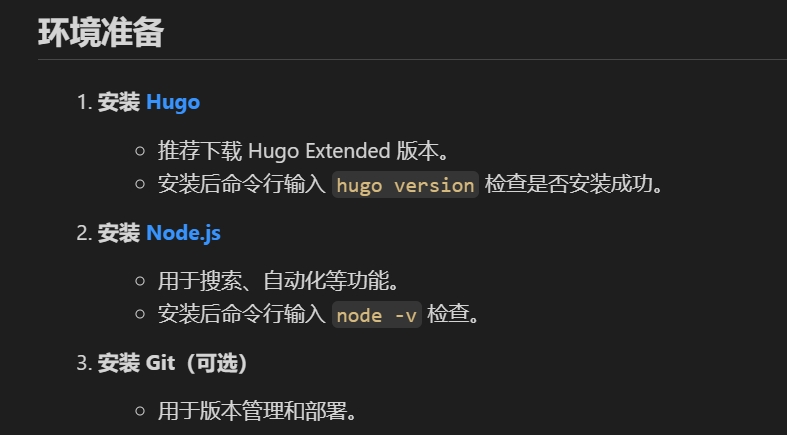 环境准备
1. 安装 Hugo
推荐下载 Hugo Extended 版本。
安装后命令行输入 hugo version 检查是否安装成功。
2. 安装 Node.js
用于搜索、自动化等功能。
安装后命令行输入 node -v 检查。
3. 安装 Git（可选）
用于版本管理和部署。